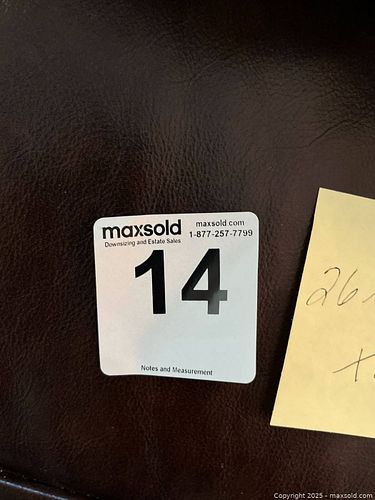 maxsold
maxsold.com
1-877-257-7799
Downsizing and Estate Sales
14
Notes and Measurement
26
Copyright 2025 - maxsold.com